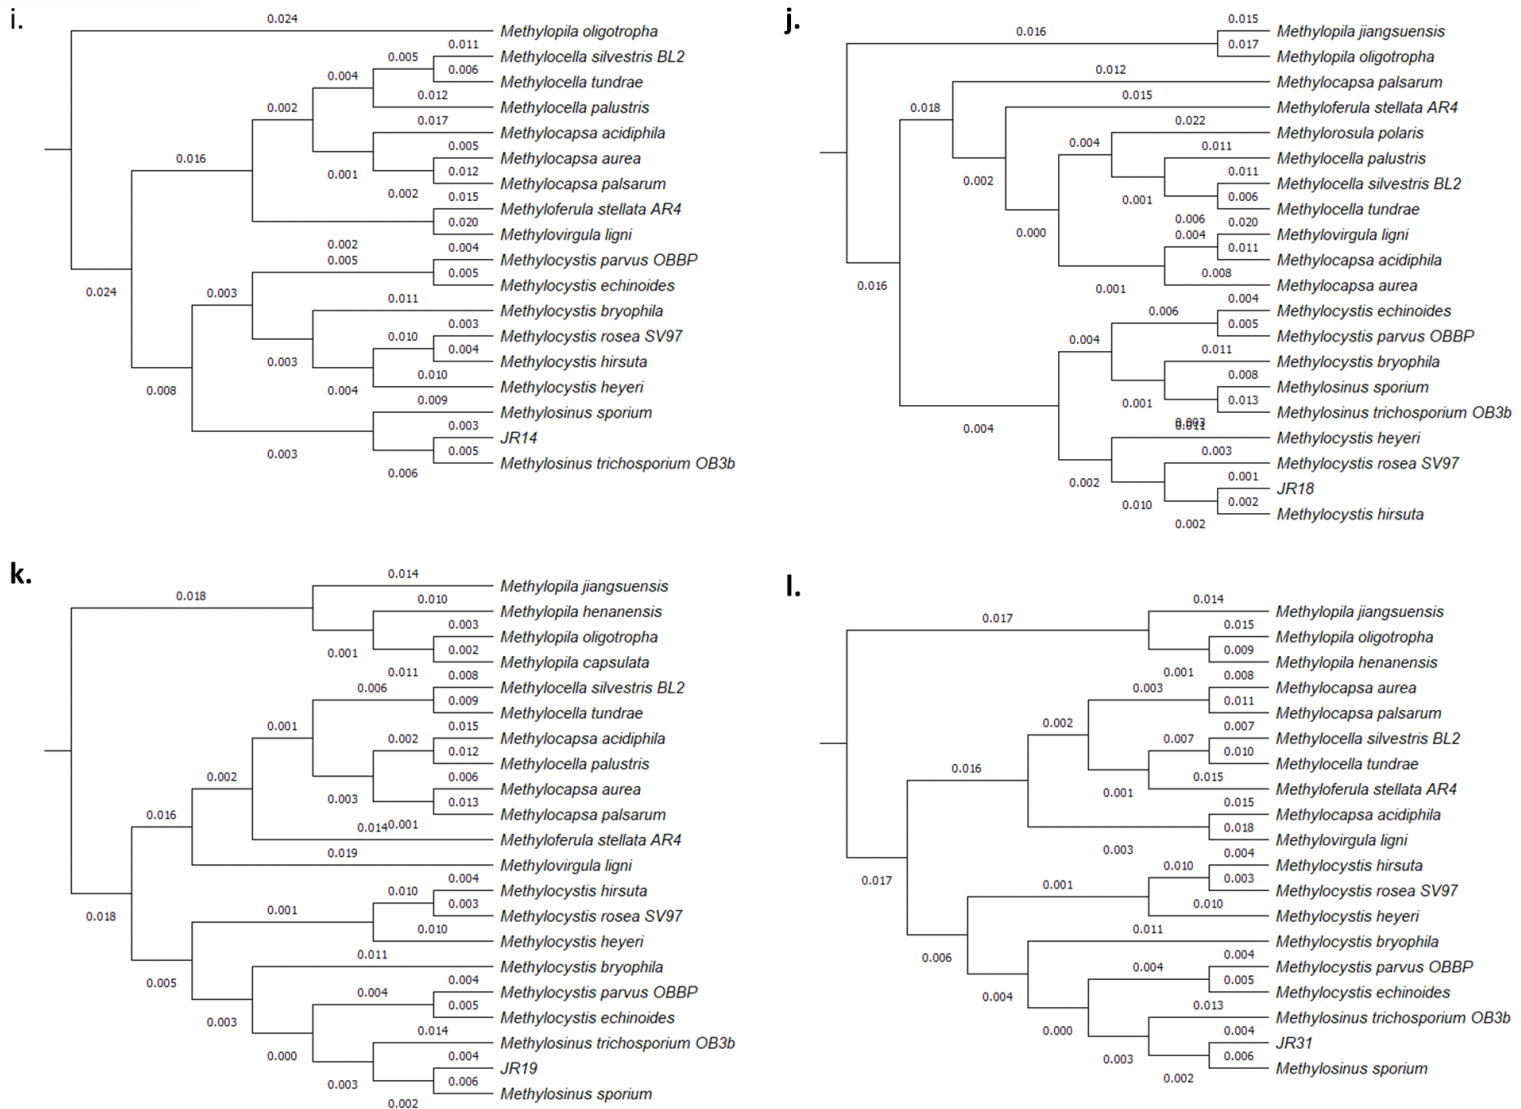 i.
0.024
Methylopila oligotropha
0.011
0.005
Methylocella silvestris BL2
0.006
0.004
Methylocella tundrae
0.012
Methylocella palustris
0.002
0.017
Methylocapsa acidiphila
0.005
Methylocapsa aurea
0.016
0.012
0.001
Methylocapsa palsarum
0.002
0.015
Methyloferula stellata AR4
0.020
Methylovirgula ligni
0.002
0.004
0.005
Methylocystis parvus OBBP
0.005
Methylocystis echinoides
0.024
0.003
0.011
Methylocystis bryophila
0.003
0.010
Methylocystis rosea SV97
0.004
0.003
Methylocystis hirsuta
0.010
0.004
Methylocystis heyeri
0.008
0.009
Methylosinus sporium
0.003
JR14
0.005
0.003
Methylosinus trichosporium OB3b
0.006
j.
0.015
0.016
Methylopila jiangsuensis
0.017
Methylopila oligotropha
0.012
Methylocapsa palsarum
0.015
0.018
Methyloferula stellata AR4
0.022
Methylorosula polaris
0.004
0.011
Methylocella palustris
0.011
0.002
Methylocella silvestris BL2
0.006
0.001
Methylocella tundrae
0.006
0.020
0.000
0.004
Methylovirgula ligni
0.011
Methylocapsa acidiphila
0.008
0.016
0.001
Methylocapsa aurea
0.004
0.006
Methylocystis echinoides
0.005
0.004
Methylocystis parvus OBBP
0.011
Methylocystis bryophila
0.008
Methylosinus sporium
0.013
0.001
Methylosinus trichosporium OB3b
0.004
Methylocystis heyeri
0.003
Methylocystis rosea SV97
0.001
0.002
JR18
0.002
0.010
Methylocystis hirsuta
0.002
k.
0.014
0.018
Methylopila jiangsuensis
0.010
Methylopila henanensis
0.003
Methylopila oligotropha
0.002
0.001
Methylopila capsulata
0.011
0.008
0.006
Methylocella silvestris BL2
0.009
Methylocella tundrae
0.001
0.015
0.002
Methylocapsa acidiphila
0.012
Methylocella palustris
0.002
0.006
Methylocapsa aurea
0.003
0.013
0.016
Methylocapsa palsarum
0.014
0.001
Methyloferula stellata AR4
0.019
Methylovirgula ligni
0.004
0.010
Methylocystis hirsuta
0.003
0.018
0.001
Methylocystis rosea SV97
0.010
Methylocystis heyeri
0.011
Methylocystis bryophila
0.005
0.004
0.004
Methylocystis parvus OBBP
0.005
0.003
Methylocystis echinoides
0.014
Methylosinus trichosporium OB3b
0.000
0.004
JR19
0.003
0.006
Methylosinus sporium
0.002
l.
0.014
0.017
Methylopila jiangsuensis
0.015
Methylopila oligotropha
0.009
Methylopila henanensis
0.001
0.008
0.003
Methylocapsa aurea
0.011
Methylocapsa palsarum
0.002
0.007
0.007
Methylocella silvestris BL2
0.010
Methylocella tundrae
0.016
0.015
0.001
Methyloferula stellata AR4
0.015
Methylocapsa acidiphila
0.018
Methylovirgula ligni
0.003
0.004
0.010
Methylocystis hirsuta
0.003
0.017
0.001
Methylocystis rosea SV97
0.010
Methylocystis heyeri
0.011
Methylocystis bryophila
0.006
0.004
0.004
Methylocystis parvus OBBP
0.005
0.004
Methylocystis echinoides
0.013
Methylosinus trichosporium OB3b
0.000
0.004
JR31
0.003
0.006
Methylosinus sporium
0.002